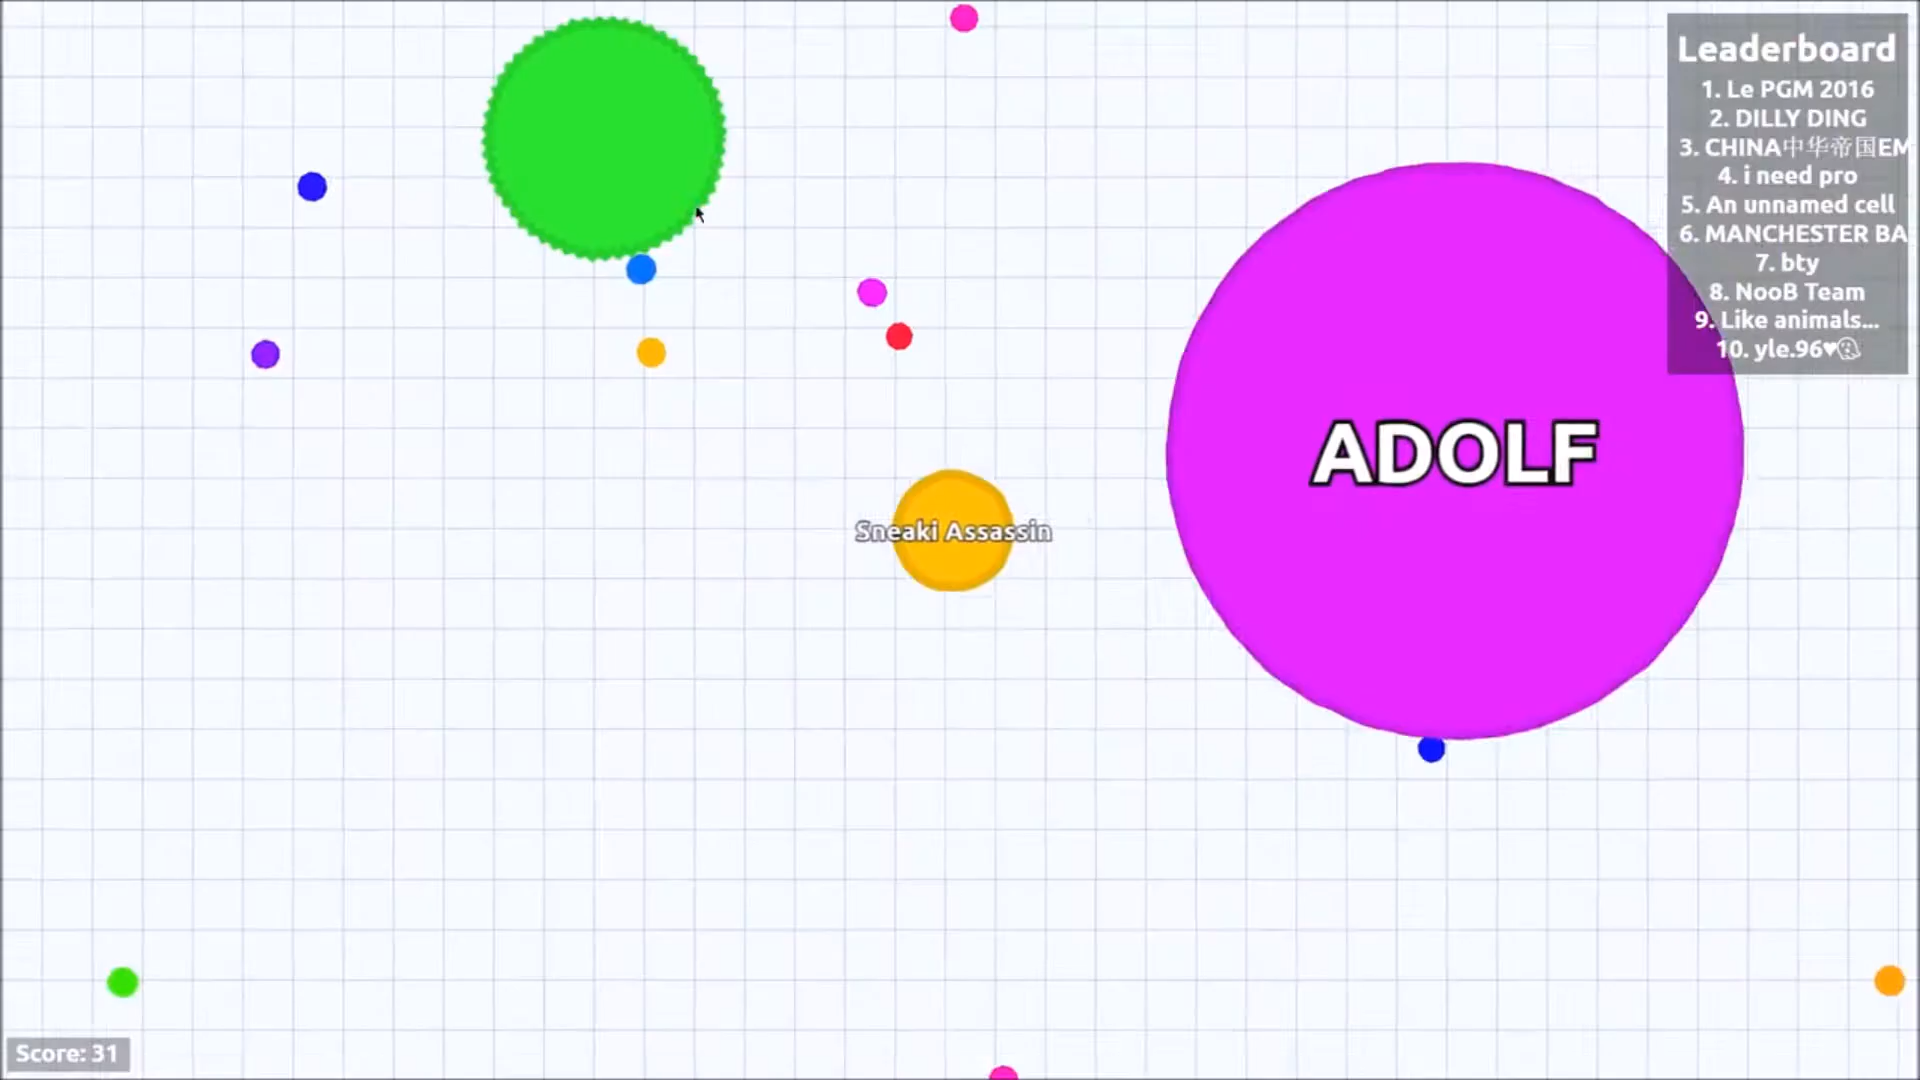 Leaderboard
1. Le PGM 2016
2. DILLY DING
3. CHINA中华帝国EM
4. i need pro
5. An unnamed cell
6. MANCHESTER BA
7. bty
8. NooB Team
9. Like animals...
10. yle.96♥
ADOLF
Sneaki Assassin
Score: 31